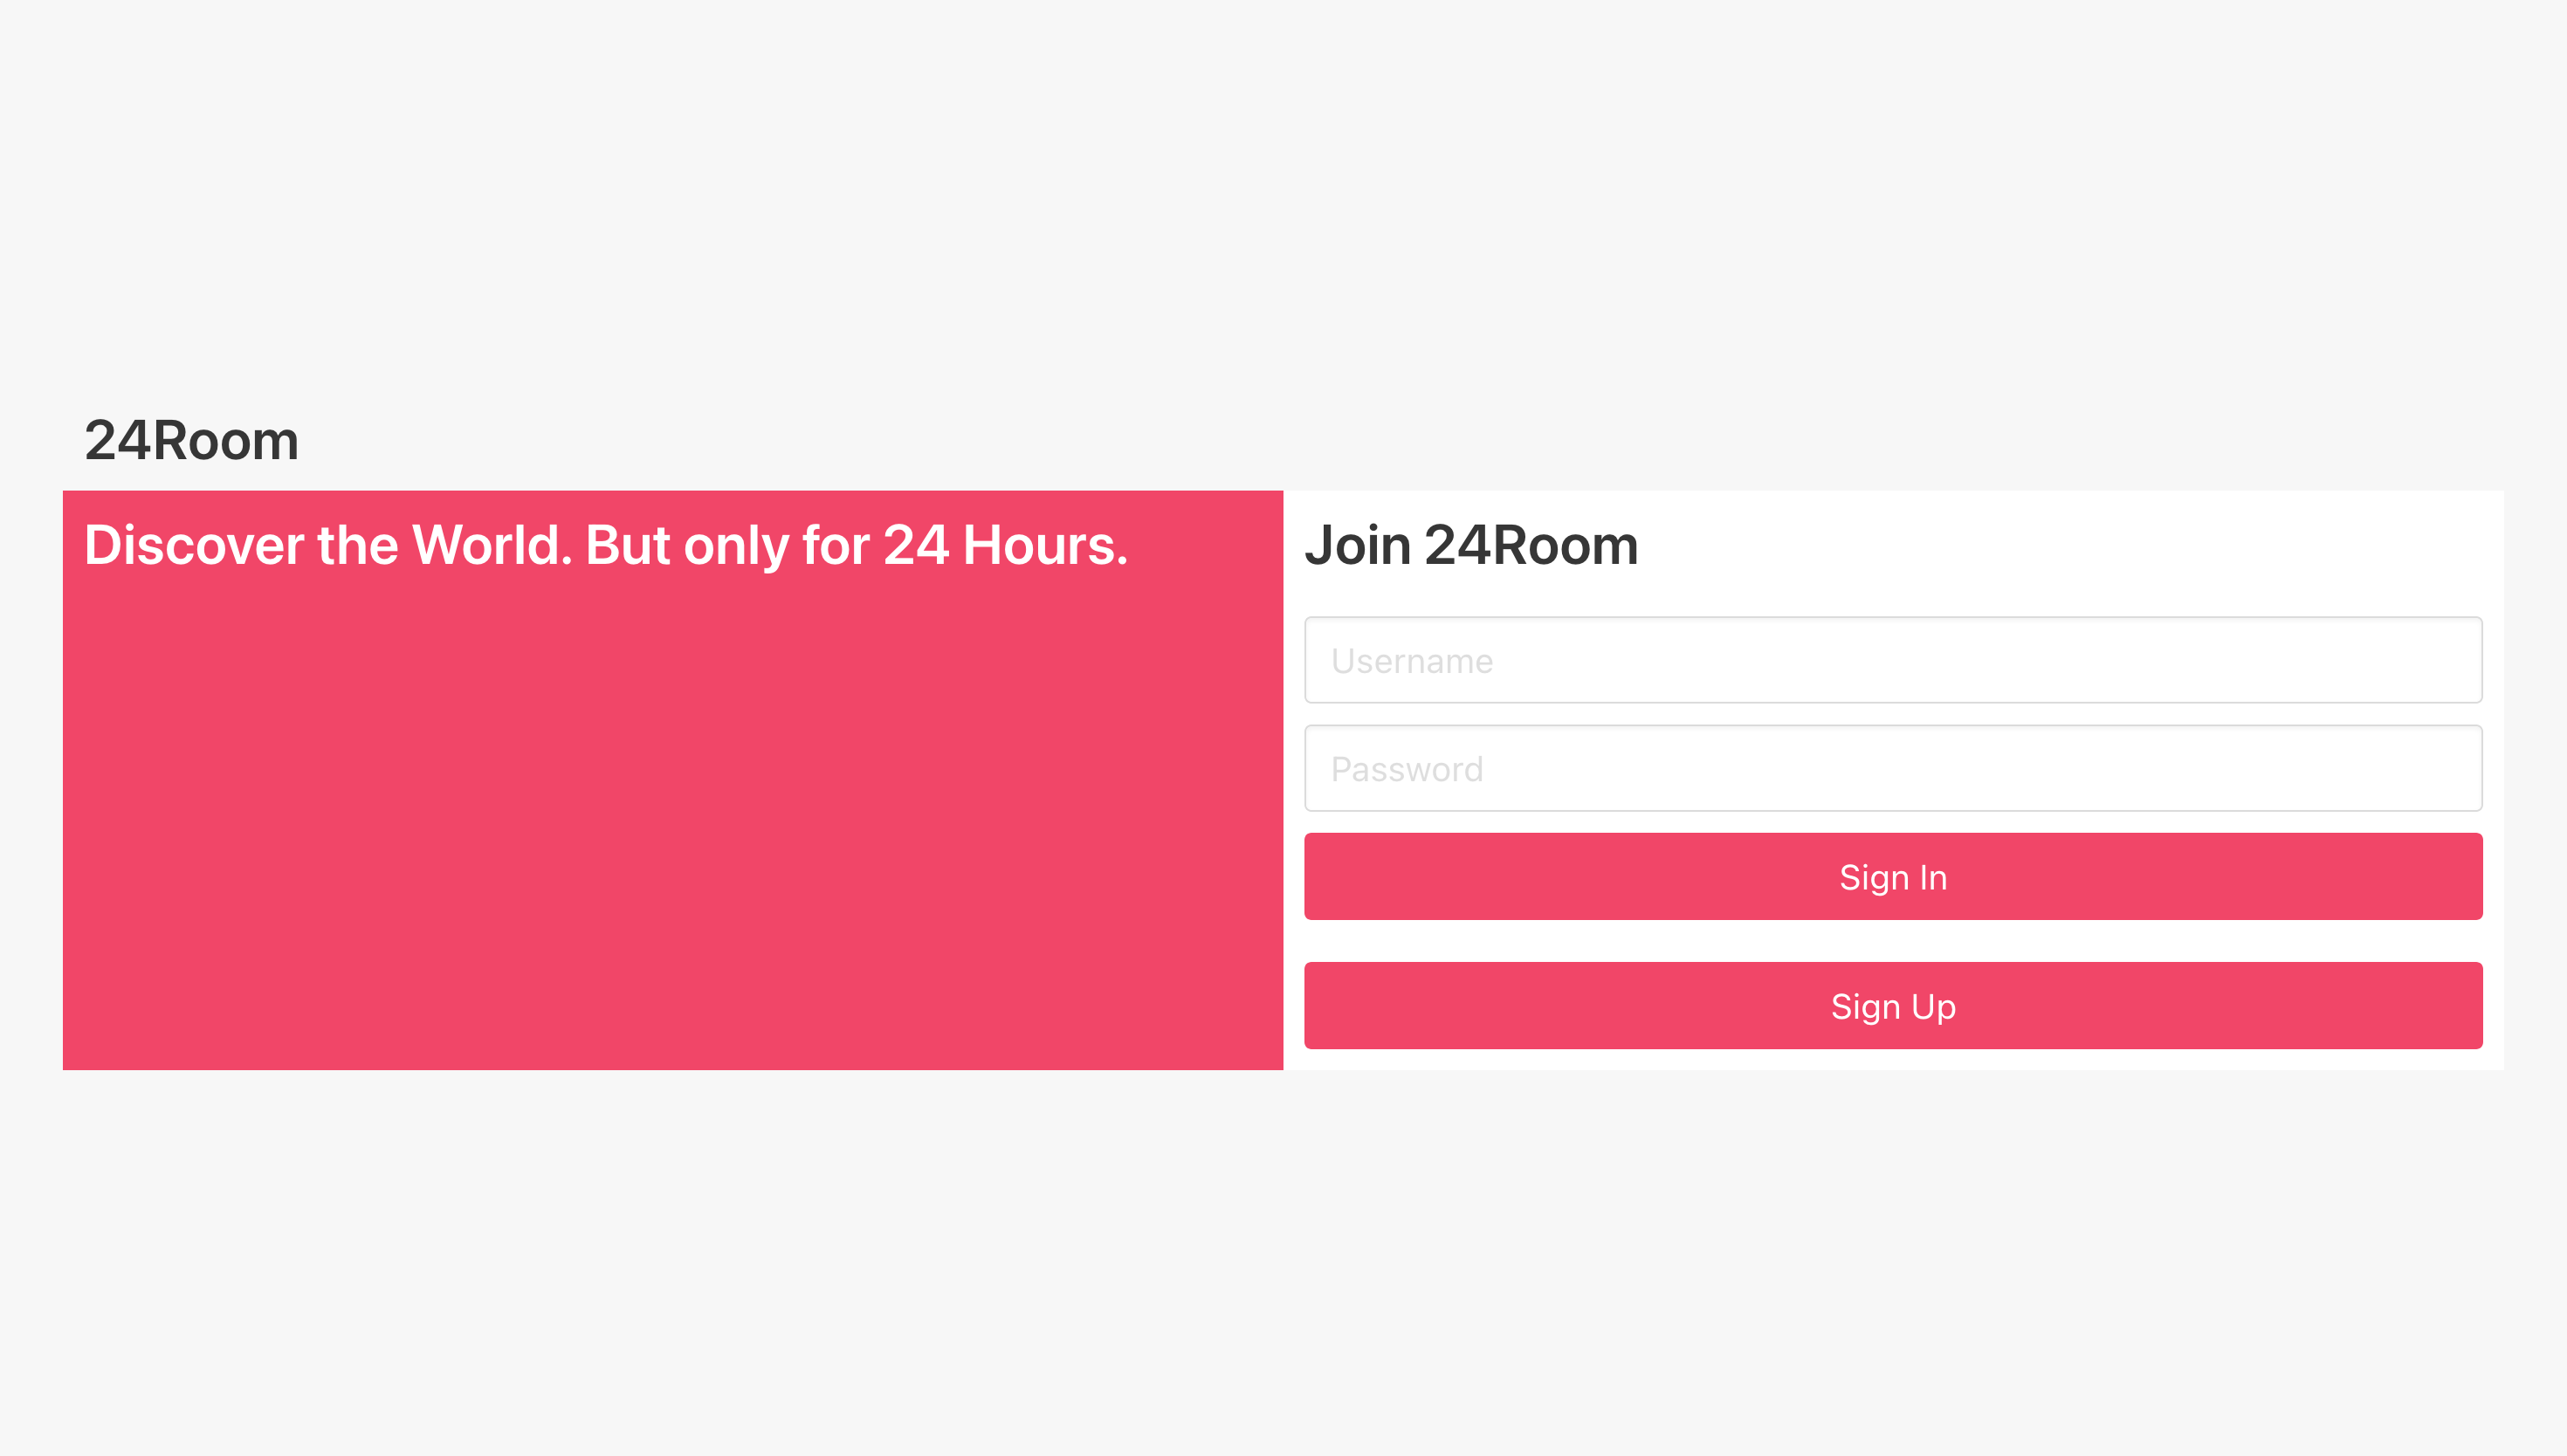 24Room
Discover the World. But only for 24 Hours.
Join 24Room
Username
Password
Sign In
Sign Up